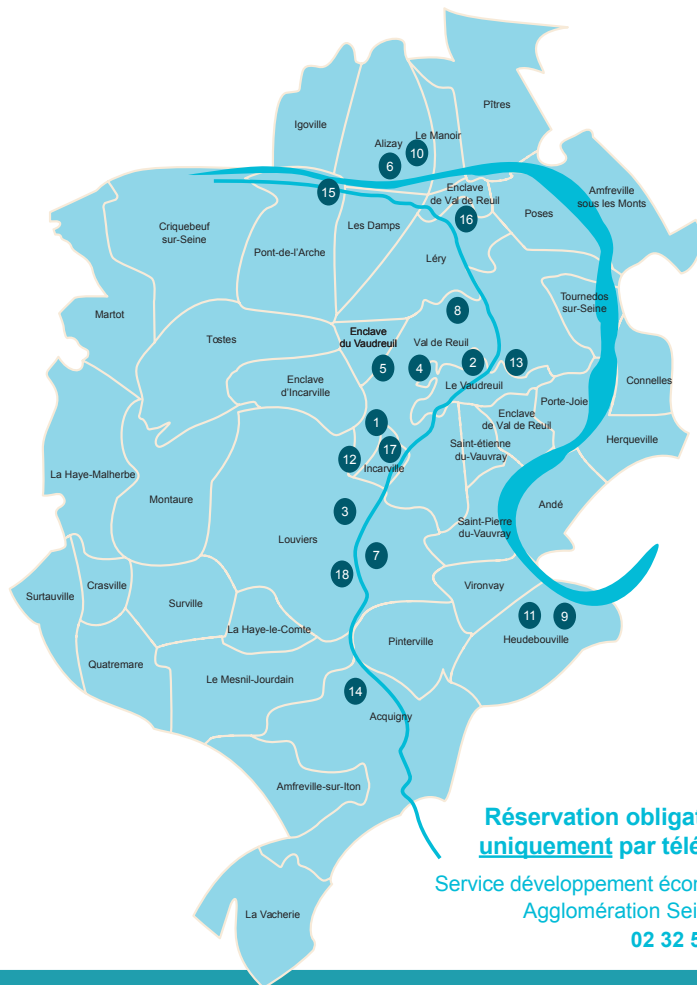 Pîtres
Igoville
Le Manoir
Alizay
10
6
15
Enclave
de Val de Reuil
16
Amfreville
sous les Monts
Poses
Criquebeuf
sur-Seine
Les Damps
Pont-de-l'Arche
Léry
Martot
Tournedos
sur-Seine
8
Tostes
Enclave
du Vaudreuil
Val de Reuil
5
4
2
13
Le Vaudreuil
Enclave
d'Incarville
Connelles
Porte-Joie
Enclave
de Val de Reuil
1
17
12
Incarville
Saint-étienne
du-Vauvray
Herqueville
La Haye-Malherbe
Montaure
3
Andé
Saint-Pierre
du-Vauvray
Louviers
7
18
Surtauville
Crasville
Surville
Vironvay
11
9
Heudebouville
La Haye-le-Comte
Pinterville
Quatremare
Le Mesnil-Jourdain
14
Acquigny
Amfreville-sur-Iton
La Vacherie
Réservation obligat
uniquement par télé
Service développement écon
Agglomération Sei
02 32 5